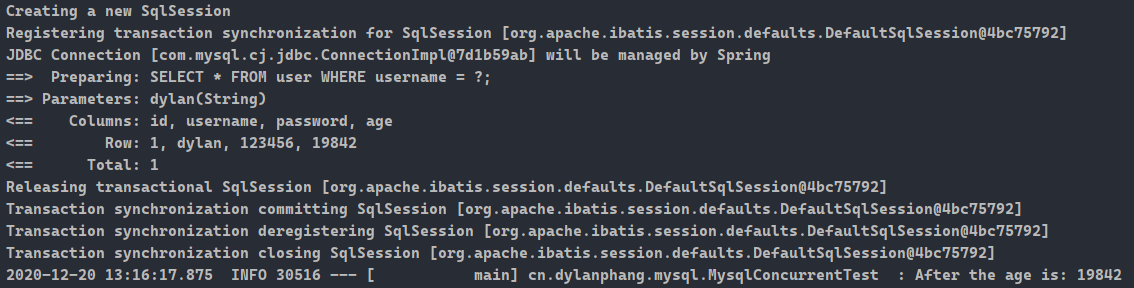 Creating a new SqlSession
Registering transaction synchronization for SqlSession [org.apache.ibatis.session.defaults.DefaultSqlSession@4bc75792]
JDBC Connection [com.mysql.cj.jdbc.ConnectionImpl@7d1b59ab] will be managed by Spring
==>  Preparing: SELECT * FROM user WHERE username = ?;
==> Parameters: dylan(String)
<==    Columns: id, username, password, age
<==        Row: 1, dylan, 123456, 19842
<==      Total: 1
Releasing transactional SqlSession [org.apache.ibatis.session.defaults.DefaultSqlSession@4bc75792]
Transaction synchronization committing SqlSession [org.apache.ibatis.session.defaults.DefaultSqlSession@4bc75792]
Transaction synchronization deregistering SqlSession [org.apache.ibatis.session.defaults.DefaultSqlSession@4bc75792]
Transaction synchronization closing SqlSession [org.apache.ibatis.session.defaults.DefaultSqlSession@4bc75792]
2020-12-20 13:16:17.875  INFO 30516 --- [           main] cn.dylanphang.mysql.MysqlConcurrentTest  : After the age is: 19842